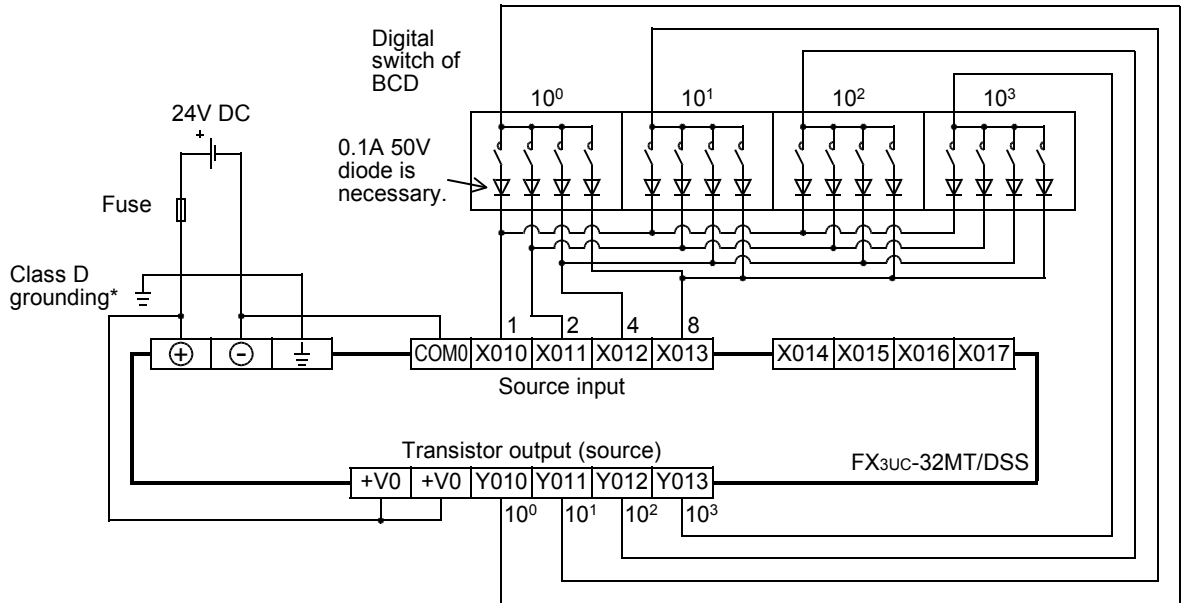 Digital
switch of
BCD
10⁰ 10¹ 10² 10³
24V DC
+
0.1A 50V
diode is
necessary.
Fuse
Class D
grounding*
1 2 4 8
+ - COM0 X010 X011 X012 X013 X014 X015 X016 X017
Source input
Transistor output (source)
FX3UC-32MT/DSS
+V0 +V0 Y010 Y011 Y012 Y013
10⁰ 10¹ 10² 10³